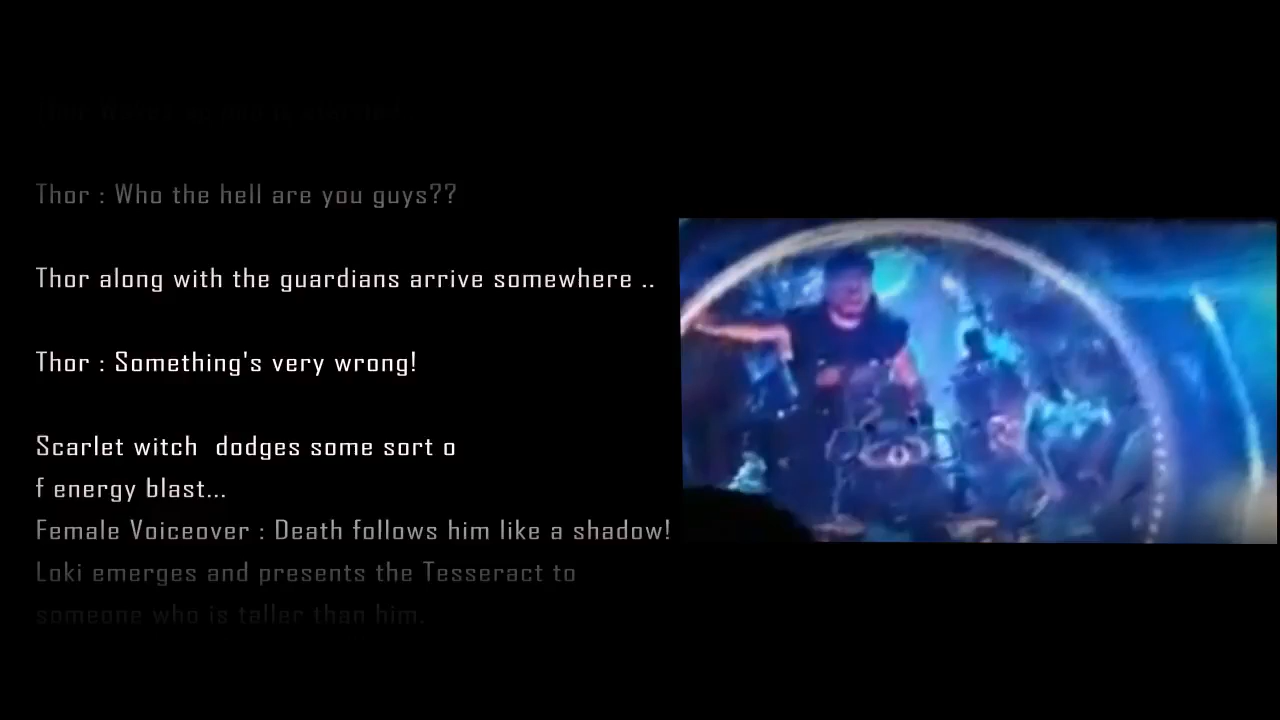 Thor : Who the hell are you guys??
Thor along with the guardians arrive somewhere ..
Thor : Something's very wrong!
Scarlet witch  dodges some sort o
f energy blast...
Female Voiceover : Death follows him like a shadow!
Loki emerges and presents the Tesseract to
someone who is taller than him.